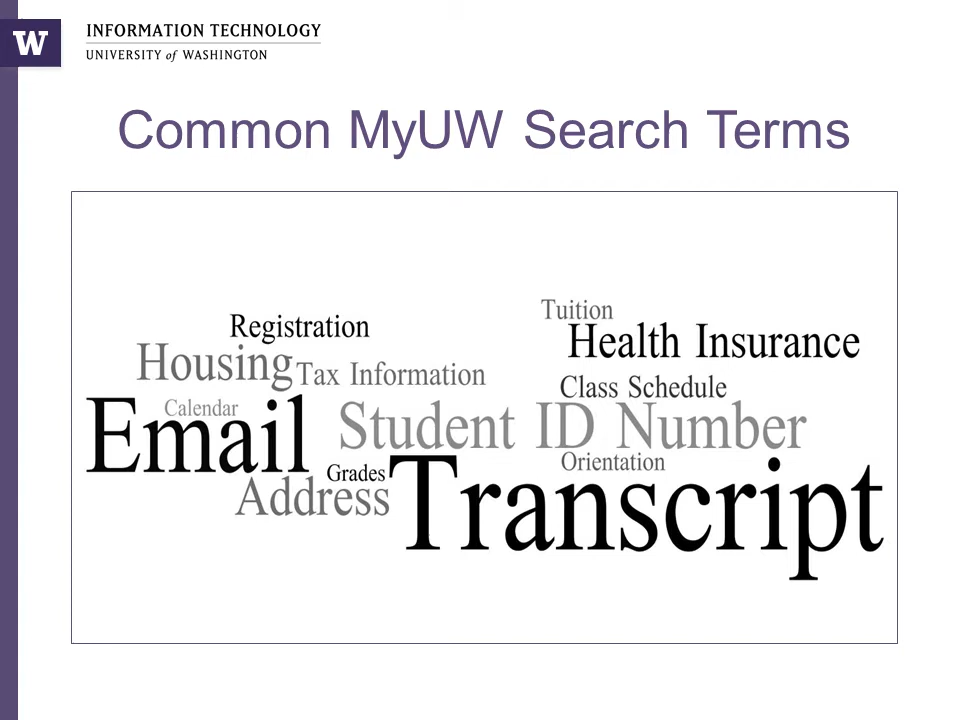 W
INFORMATION TECHNOLOGY
UNIVERSITY of WASHINGTON
Common MyUW Search Terms
Tuition
Registration
Health Insurance
Housing
Tax Information
Class Schedule
Calendar
Email
Student ID Number
Orientation
Grades
Address
Transcript